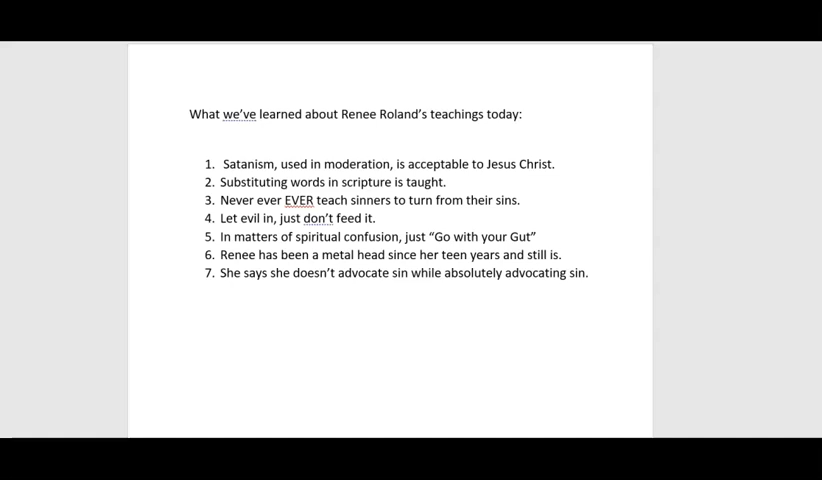 What we’ve learned about Renee Roland’s teachings today:
1. Satanism, used in moderation, is acceptable to Jesus Christ.
2. Substituting words in scripture is taught.
3. Never ever EVER teach sinners to turn from their sins.
4. Let evil in, just don’t feed it.
5. In matters of spiritual confusion, just “Go with your Gut”
6. Renee has been a metal head since her teen years and still is.
7. She says she doesn’t advocate sin while absolutely advocating sin.